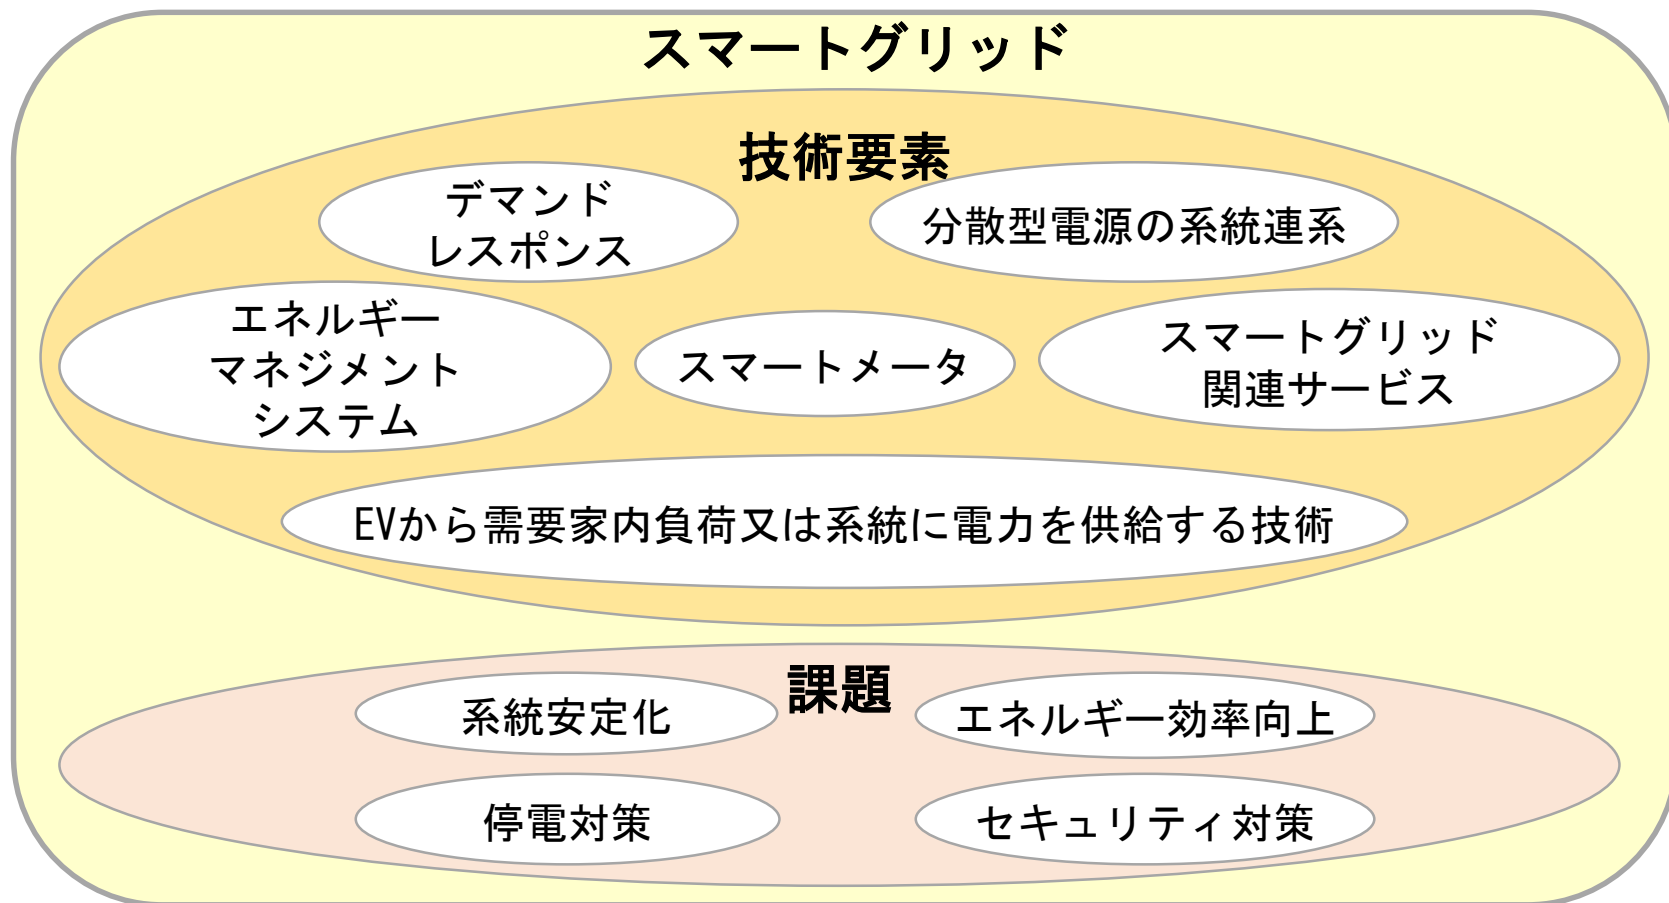 スマートグリッド
技術要素
デマンド
レスポンス
分散型電源の系統連系
エネルギー
マネジメント
システム
スマートメータ
スマートグリッド
関連サービス
EVから需要家内負荷又は系統に電力を供給する技術
課題
系統安定化
エネルギー効率向上
停電対策
セキュリティ対策